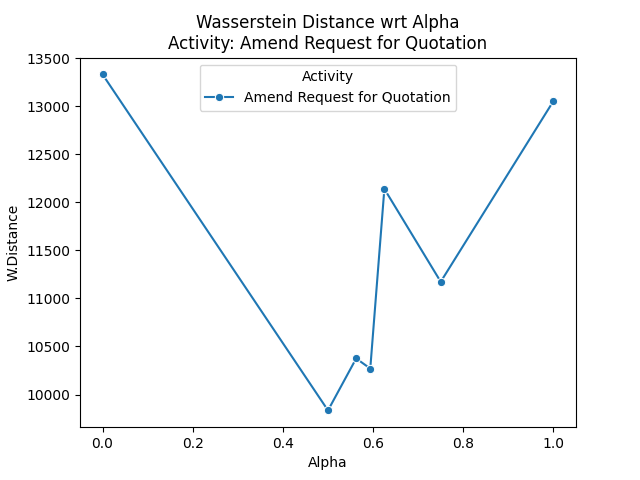 Wasserstein Distance wrt Alpha
Activity: Amend Request for Quotation
Activity
Amend Request for Quotation
W.Distance
13500
13000
12500
12000
11500
11000
10500
10000
0.0 0.2 0.4 0.6 0.8 1.0
Alpha